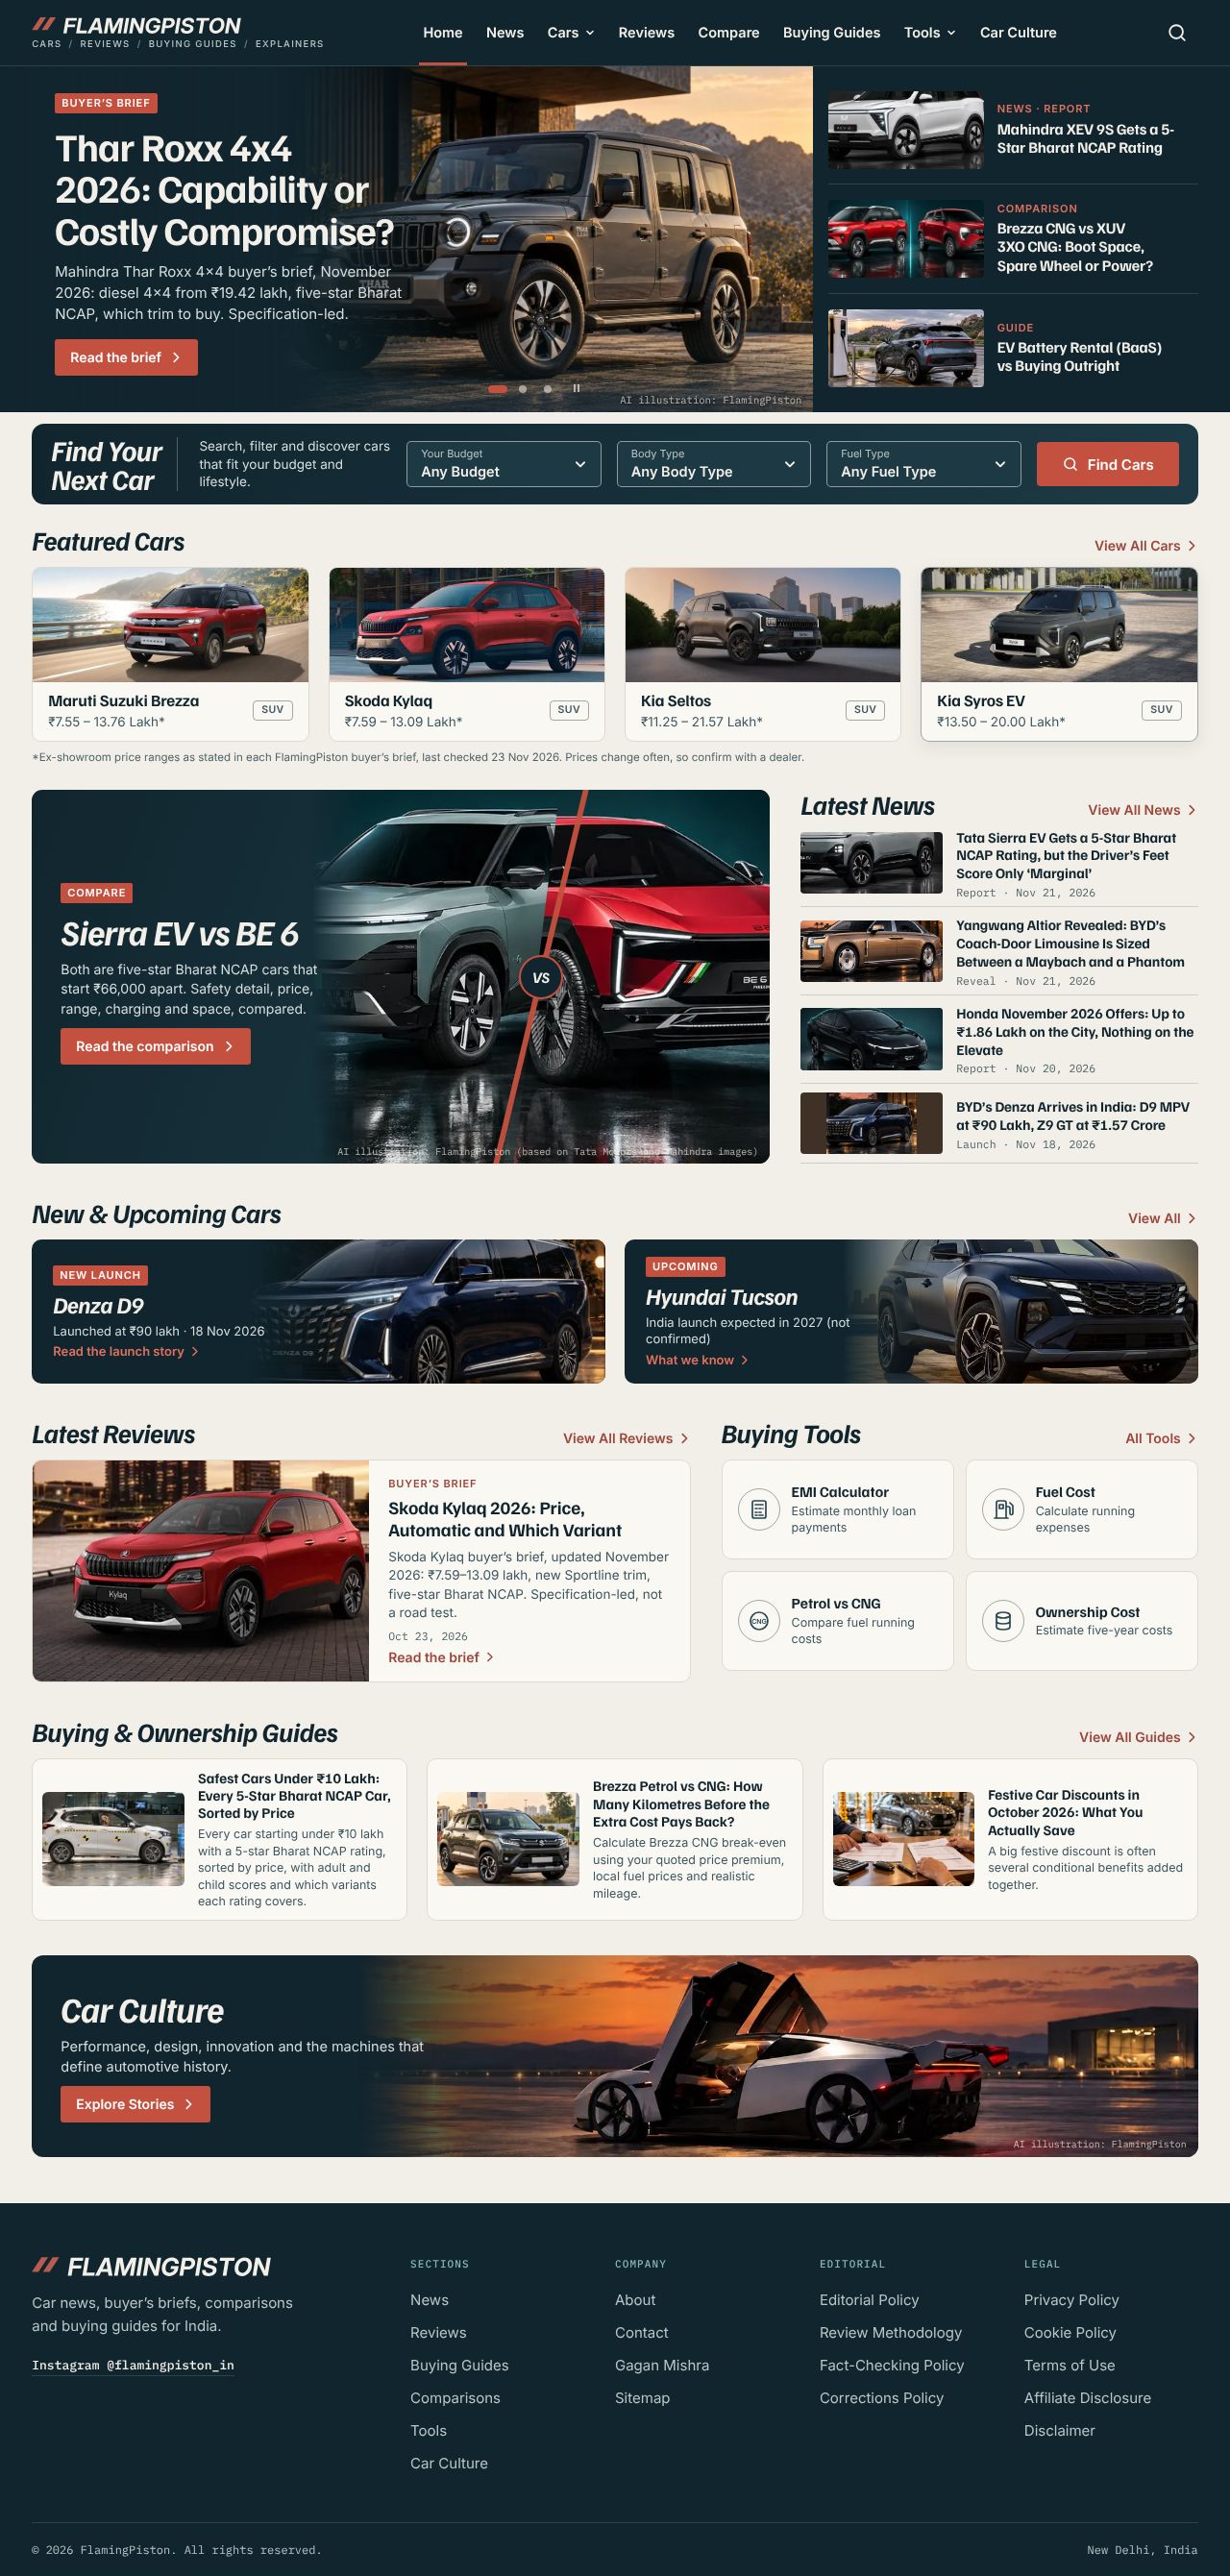 FLAMINGPISTON
CARS / REVIEWS / BUYING GUIDES / EXPLAINERS
Home News Cars Reviews Compare Buying Guides Tools Car Culture
BUYER’S BRIEF
Thar Roxx 4x4
2026: Capability or
Costly Compromise?
Mahindra Thar Roxx 4×4 buyer’s brief, November
2026: diesel 4×4 from ₹19.42 lakh, five-star Bharat
NCAP, which trim to buy. Specification-led.
Read the brief
THAR
AI illustration: FlamingPiston
NEWS · REPORT
Mahindra XEV 9S Gets a 5-
Star Bharat NCAP Rating
COMPARISON
Brezza CNG vs XUV
3XO CNG: Boot Space,
Spare Wheel or Power?
GUIDE
EV Battery Rental (BaaS)
vs Buying Outright
Find Your
Next Car
Search, filter and discover cars
that fit your budget and
lifestyle.
Your Budget
Any Budget
Body Type
Any Body Type
Fuel Type
Any Fuel Type
Find Cars
Featured Cars
View All Cars
Maruti Suzuki Brezza
₹7.55 – 13.76 Lakh*
SUV
Skoda Kylaq
₹7.59 – 13.09 Lakh*
SUV
Kia Seltos
₹11.25 – 21.57 Lakh*
SUV
Kia Syros EV
₹13.50 – 20.00 Lakh*
SUV
*Ex-showroom price ranges as stated in each FlamingPiston buyer’s brief, last checked 23 Nov 2026. Prices change often, so confirm with a dealer.
COMPARE
Sierra EV vs BE 6
Both are five-star Bharat NCAP cars that
start ₹66,000 apart. Safety detail, price,
range, charging and space, compared.
Read the comparison
VS
BE 6
AI illustration: FlamingPiston (based on Tata Motors and Mahindra images)
Latest News
View All News
Tata Sierra EV Gets a 5-Star Bharat
NCAP Rating, but the Driver’s Feet
Score Only ‘Marginal’
Report · Nov 21, 2026
Yangwang Altior Revealed: BYD’s
Coach-Door Limousine Is Sized
Between a Maybach and a Phantom
Reveal · Nov 21, 2026
Honda November 2026 Offers: Up to
₹1.86 Lakh on the City, Nothing on the
Elevate
Report · Nov 20, 2026
BYD’s Denza Arrives in India: D9 MPV
at ₹90 Lakh, Z9 GT at ₹1.57 Crore
Launch · Nov 18, 2026
New & Upcoming Cars
View All
NEW LAUNCH
Denza D9
Launched at ₹90 lakh · 18 Nov 2026
Read the launch story
DENZA D9
UPCOMING
Hyundai Tucson
India launch expected in 2027 (not
confirmed)
What we know
Latest Reviews
View All Reviews
Kylaq
BUYER’S BRIEF
Skoda Kylaq 2026: Price,
Automatic and Which Variant
Skoda Kylaq buyer’s brief, updated November
2026: ₹7.59–13.09 lakh, new Sportline trim,
five-star Bharat NCAP. Specification-led, not
a road test.
Oct 23, 2026
Read the brief
Buying Tools
All Tools
EMI Calculator
Estimate monthly loan
payments
Fuel Cost
Calculate running
expenses
CNG
Petrol vs CNG
Compare fuel running
costs
Ownership Cost
Estimate five-year costs
Buying & Ownership Guides
View All Guides
Safest Cars Under ₹10 Lakh:
Every 5-Star Bharat NCAP Car,
Sorted by Price
Every car starting under ₹10 lakh
with a 5-star Bharat NCAP rating,
sorted by price, with adult and
child scores and which variants
each rating covers.
Brezza Petrol vs CNG: How
Many Kilometres Before the
Extra Cost Pays Back?
Calculate Brezza CNG break-even
using your quoted price premium,
local fuel prices and realistic
mileage.
Festive Car Discounts in
October 2026: What You
Actually Save
A big festive discount is often
several conditional benefits added
together.
Car Culture
Performance, design, innovation and the machines that
define automotive history.
Explore Stories
AI illustration: FlamingPiston
FLAMINGPISTON
Car news, buyer’s briefs, comparisons
and buying guides for India.
Instagram @flamingpiston_in
SECTIONS
News
Reviews
Buying Guides
Comparisons
Tools
Car Culture
COMPANY
About
Contact
Gagan Mishra
Sitemap
EDITORIAL
Editorial Policy
Review Methodology
Fact-Checking Policy
Corrections Policy
LEGAL
Privacy Policy
Cookie Policy
Terms of Use
Affiliate Disclosure
Disclaimer
© 2026 FlamingPiston. All rights reserved.
New Delhi, India